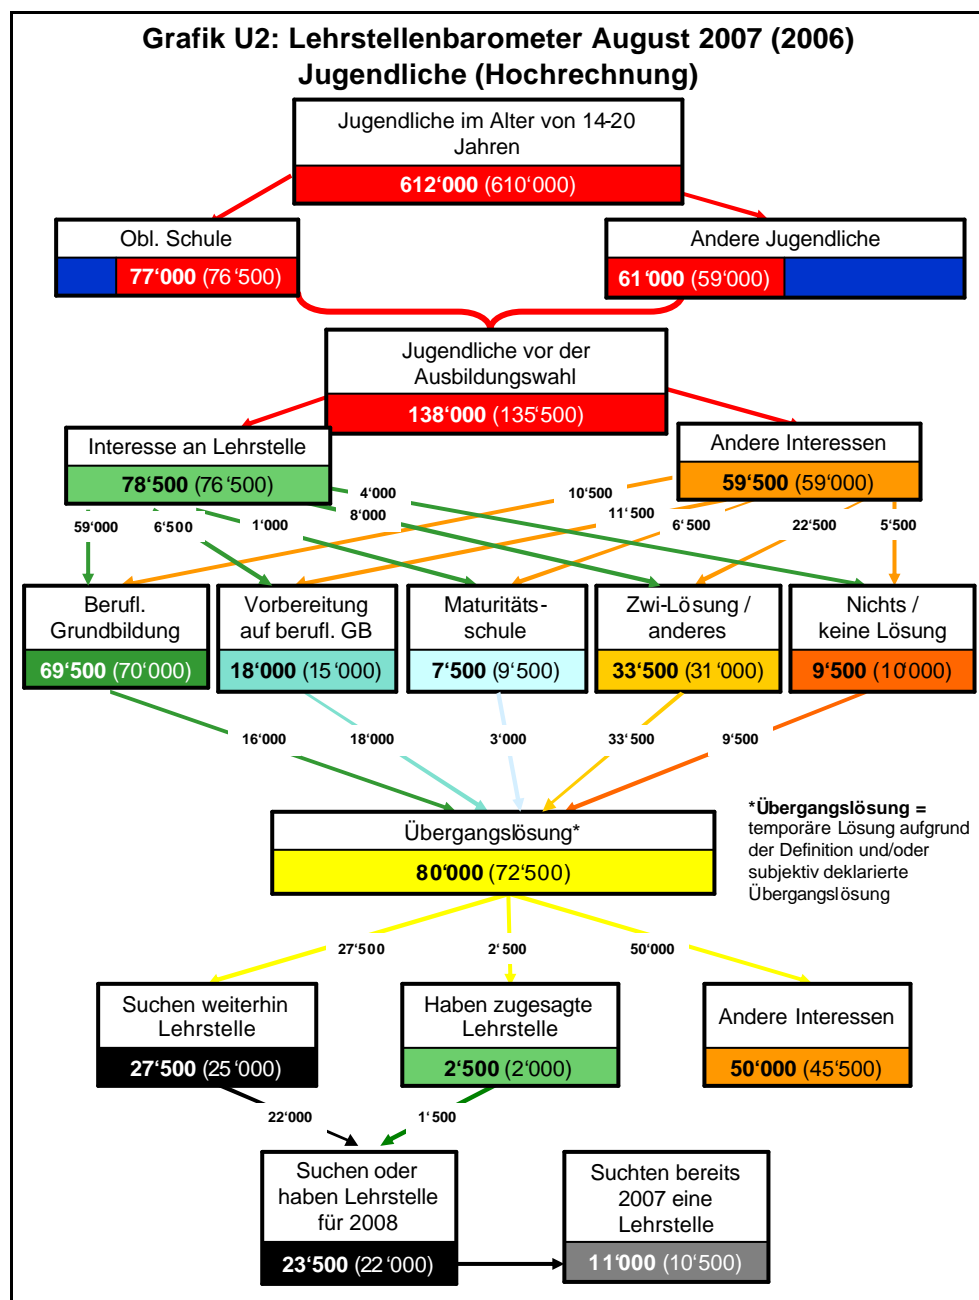 Grafik U2: Lehrstellenbarometer August 2007 (2006)
Jugendliche (Hochrechnung)
Jugendliche im Alter von 14-20
Jahren
612‘000 (610‘000)
Obl. Schule
77‘000 (76‘500)
Andere Jugendliche
61‘000 (59‘000)
Jugendliche vor der
Ausbildungswahl
138‘000 (135‘500)
Interesse an Lehrstelle
78‘500 (76‘500)
Andere Interessen
59‘500 (59‘000)
4‘000
10‘500
59‘000
6‘500
1‘000
8‘000
11‘500
6‘500
22‘500
5‘500
Berufl.
Grundbildung
69‘500 (70‘000)
Vorbereitung
auf berufl. GB
18‘000 (15‘000)
Maturitäts-
schule
7‘500 (9‘500)
Zwi-Lösung /
anderes
33‘500 (31‘000)
Nichts /
keine Lösung
9‘500 (10‘000)
16‘000
18‘000
3‘000
33‘500
9‘500
Übergangslösung*
80‘000 (72‘500)
*Übergangslösung =
temporäre Lösung aufgrund
der Definition und/oder
subjektiv deklarierte
Übergangslösung
27‘500
2‘500
50‘000
Suchen weiterhin
Lehrstelle
27‘500 (25‘000)
Haben zugesagte
Lehrstelle
2‘500 (2‘000)
Andere Interessen
50‘000 (45‘500)
22‘000
1‘500
Suchen oder
haben Lehrstelle
für 2008
23‘500 (22‘000)
Suchten bereits
2007 eine
Lehrstelle
11‘000 (10‘500)